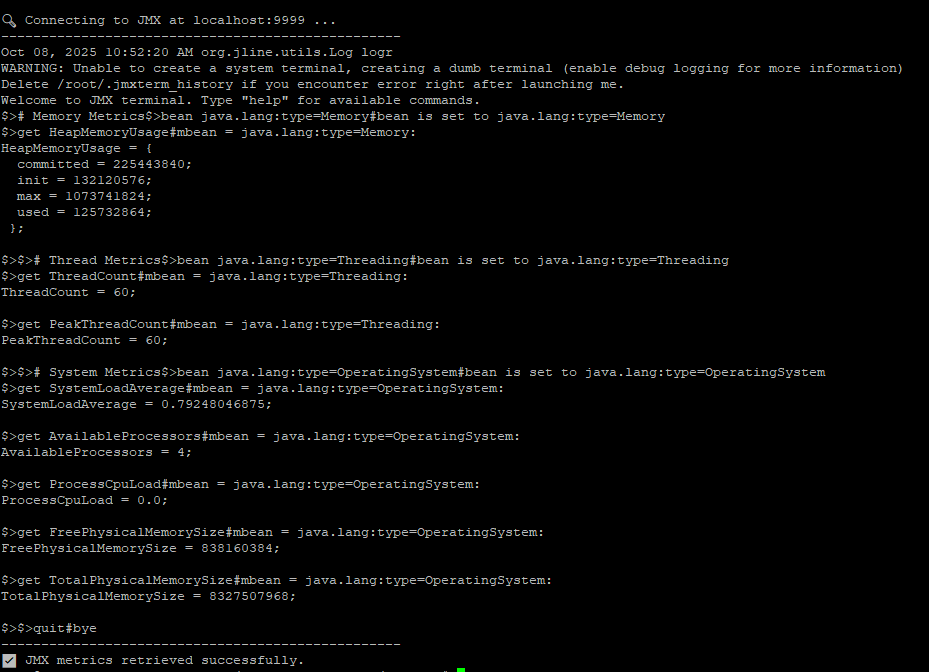 Connecting to JMX at localhost:9999 ...
--------------------------------------------------
Oct 08, 2025 10:52:20 AM org.jline.utils.Log logr
WARNING: Unable to create a system terminal, creating a dumb terminal (enable debug logging for more information)
Delete /root/.jmxterm_history if you encounter error right after launching me.
Welcome to JMX terminal. Type "help" for available commands.
$># Memory Metrics$>bean java.lang:type=Memory#bean is set to java.lang:type=Memory
$>get HeapMemoryUsage#mbean = java.lang:type=Memory:
HeapMemoryUsage = {
  committed = 225443840;
  init = 132120576;
  max = 1073741824;
  used = 125732864;
 };
$>$># Thread Metrics$>bean java.lang:type=Threading#bean is set to java.lang:type=Threading
$>get ThreadCount#mbean = java.lang:type=Threading:
ThreadCount = 60;
$>get PeakThreadCount#mbean = java.lang:type=Threading:
PeakThreadCount = 60;
$>$># System Metrics$>bean java.lang:type=OperatingSystem#bean is set to java.lang:type=OperatingSystem
$>get SystemLoadAverage#mbean = java.lang:type=OperatingSystem:
SystemLoadAverage = 0.79248046875;
$>get AvailableProcessors#mbean = java.lang:type=OperatingSystem:
AvailableProcessors = 4;
$>get ProcessCpuLoad#mbean = java.lang:type=OperatingSystem:
ProcessCpuLoad = 0.0;
$>get FreePhysicalMemorySize#mbean = java.lang:type=OperatingSystem:
FreePhysicalMemorySize = 838160384;
$>get TotalPhysicalMemorySize#mbean = java.lang:type=OperatingSystem:
TotalPhysicalMemorySize = 8327507968;
$>$>quit#bye
--------------------------------------------------
JMX metrics retrieved successfully.